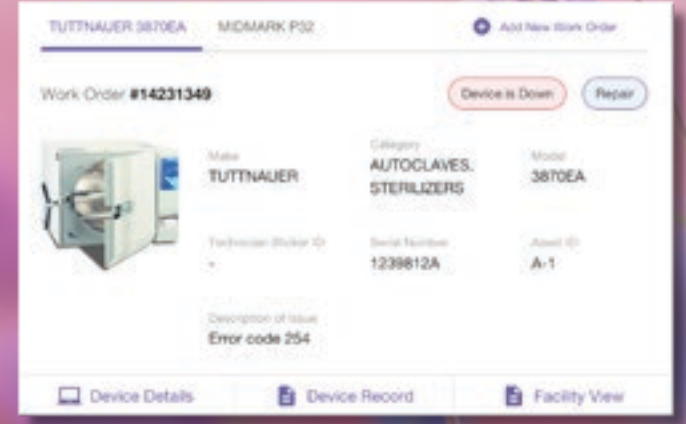 TUTTNAUER 3870EA
MIDMARK P32
Add New Work Order
Work Order #14231349
Device is Down
Repair
Make
Category
Model
TUTTNAUER
AUTOCLAVES,
STERILIZERS
3870EA
Technician Sticker ID
Serial Number
Asset ID
-
1239812A
A-1
Description of Issue
Error code 254
Device Details
Device Record
Facility View